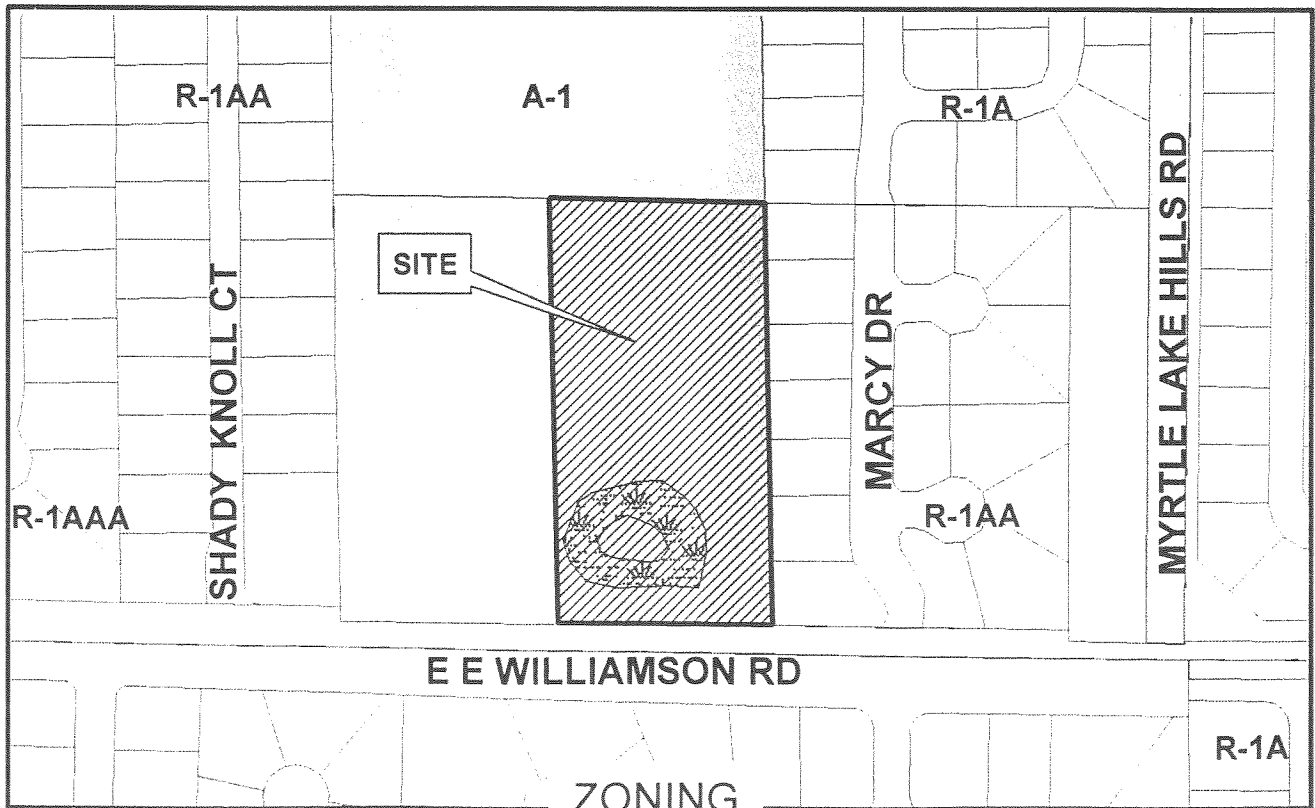 R-1AA
A-1
R-1A
SITE
SHADY KNOLL CT
MARCY DR
MYRTLE LAKE HILLS RD
R-1AAA
R-1AA
E E WILLIAMSON RD
R-1A
ZONING